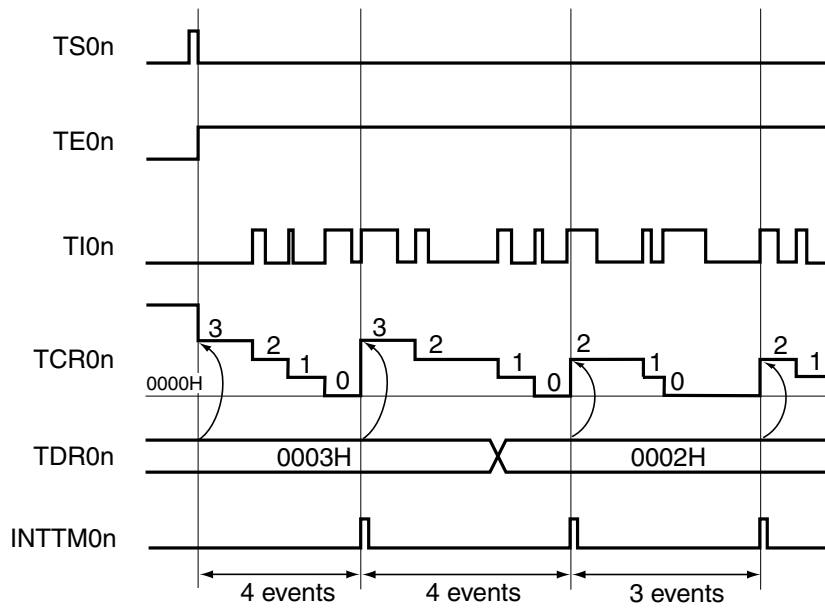 TS0n
TE0n
TI0n
TCR0n
3
2
1
0
3
2
1
0
2
1
0
2
1
0000H
TDR0n
0003H
0002H
INTTM0n
4 events
4 events
3 events